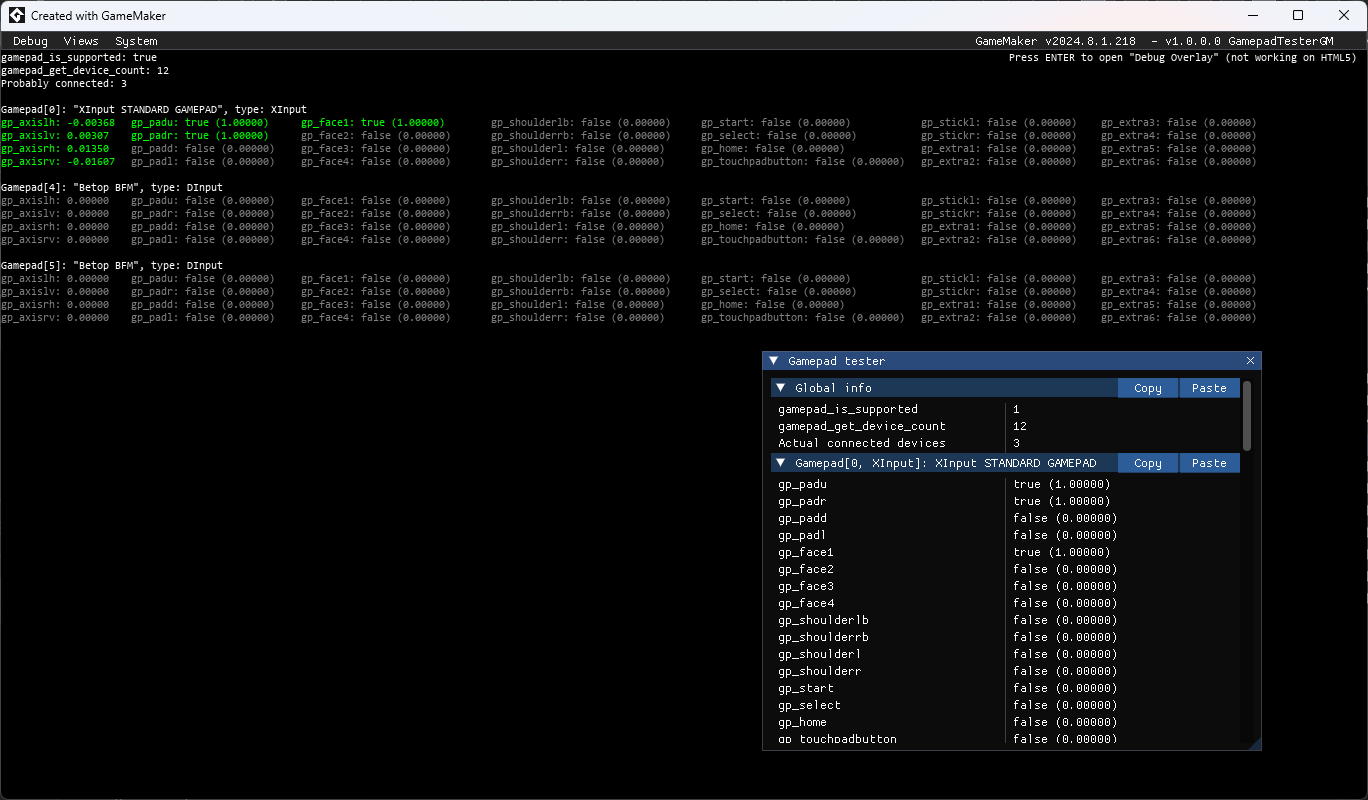 Created with GameMaker
Debug Views System GameMaker v2024.8.1.218 - v1.0.0.0 GamepadTesterGM
gamepad_is_supported: true Press ENTER to open "Debug Overlay" (not working on HTML5)
gamepad_get_device_count: 12
Probably connected: 3
Gamepad[0]: "XInput STANDARD GAMEPAD", type: XInput
gp_axislh: -0.00368 gp_padu: true (1.00000) gp_face1: true (1.00000) gp_shoulderlb: false (0.00000) gp_start: false (0.00000) gp_stickl: false (0.00000) gp_extra3: false (0.00000)
gp_axislv: 0.00307 gp_padr: true (1.00000) gp_face2: false (0.00000) gp_shoulderrb: false (0.00000) gp_select: false (0.00000) gp_stickr: false (0.00000) gp_extra4: false (0.00000)
gp_axisrh: 0.01350 gp_padd: false (0.00000) gp_face3: false (0.00000) gp_shoulderl: false (0.00000) gp_home: false (0.00000) gp_extra1: false (0.00000) gp_extra5: false (0.00000)
gp_axisrv: -0.01607 gp_padl: false (0.00000) gp_face4: false (0.00000) gp_shoulderr: false (0.00000) gp_touchpadbutton: false (0.00000) gp_extra2: false (0.00000) gp_extra6: false (0.00000)
Gamepad[4]: "Betop BFM", type: DInput
gp_axislh: 0.00000 gp_padu: false (0.00000) gp_face1: false (0.00000) gp_shoulderlb: false (0.00000) gp_start: false (0.00000) gp_stickl: false (0.00000) gp_extra3: false (0.00000)
gp_axislv: 0.00000 gp_padr: false (0.00000) gp_face2: false (0.00000) gp_shoulderrb: false (0.00000) gp_select: false (0.00000) gp_stickr: false (0.00000) gp_extra4: false (0.00000)
gp_axisrh: 0.00000 gp_padd: false (0.00000) gp_face3: false (0.00000) gp_shoulderl: false (0.00000) gp_home: false (0.00000) gp_extra1: false (0.00000) gp_extra5: false (0.00000)
gp_axisrv: 0.00000 gp_padl: false (0.00000) gp_face4: false (0.00000) gp_shoulderr: false (0.00000) gp_touchpadbutton: false (0.00000) gp_extra2: false (0.00000) gp_extra6: false (0.00000)
Gamepad[5]: "Betop BFM", type: DInput
gp_axislh: 0.00000 gp_padu: false (0.00000) gp_face1: false (0.00000) gp_shoulderlb: false (0.00000) gp_start: false (0.00000) gp_stickl: false (0.00000) gp_extra3: false (0.00000)
gp_axislv: 0.00000 gp_padr: false (0.00000) gp_face2: false (0.00000) gp_shoulderrb: false (0.00000) gp_select: false (0.00000) gp_stickr: false (0.00000) gp_extra4: false (0.00000)
gp_axisrh: 0.00000 gp_padd: false (0.00000) gp_face3: false (0.00000) gp_shoulderl: false (0.00000) gp_home: false (0.00000) gp_extra1: false (0.00000) gp_extra5: false (0.00000)
gp_axisrv: 0.00000 gp_padl: false (0.00000) gp_face4: false (0.00000) gp_shoulderr: false (0.00000) gp_touchpadbutton: false (0.00000) gp_extra2: false (0.00000) gp_extra6: false (0.00000)
Gamepad tester
Global info Copy Paste
gamepad_is_supported 1
gamepad_get_device_count 12
Actual connected devices 3
Gamepad[0, XInput]: XInput STANDARD GAMEPAD Copy Paste
gp_padu true (1.00000)
gp_padr true (1.00000)
gp_padd false (0.00000)
gp_padl false (0.00000)
gp_face1 true (1.00000)
gp_face2 false (0.00000)
gp_face3 false (0.00000)
gp_face4 false (0.00000)
gp_shoulderlb false (0.00000)
gp_shoulderrb false (0.00000)
gp_shoulderl false (0.00000)
gp_shoulderr false (0.00000)
gp_start false (0.00000)
gp_select false (0.00000)
gp_home false (0.00000)
gp_touchpadbutton false (0.00000)